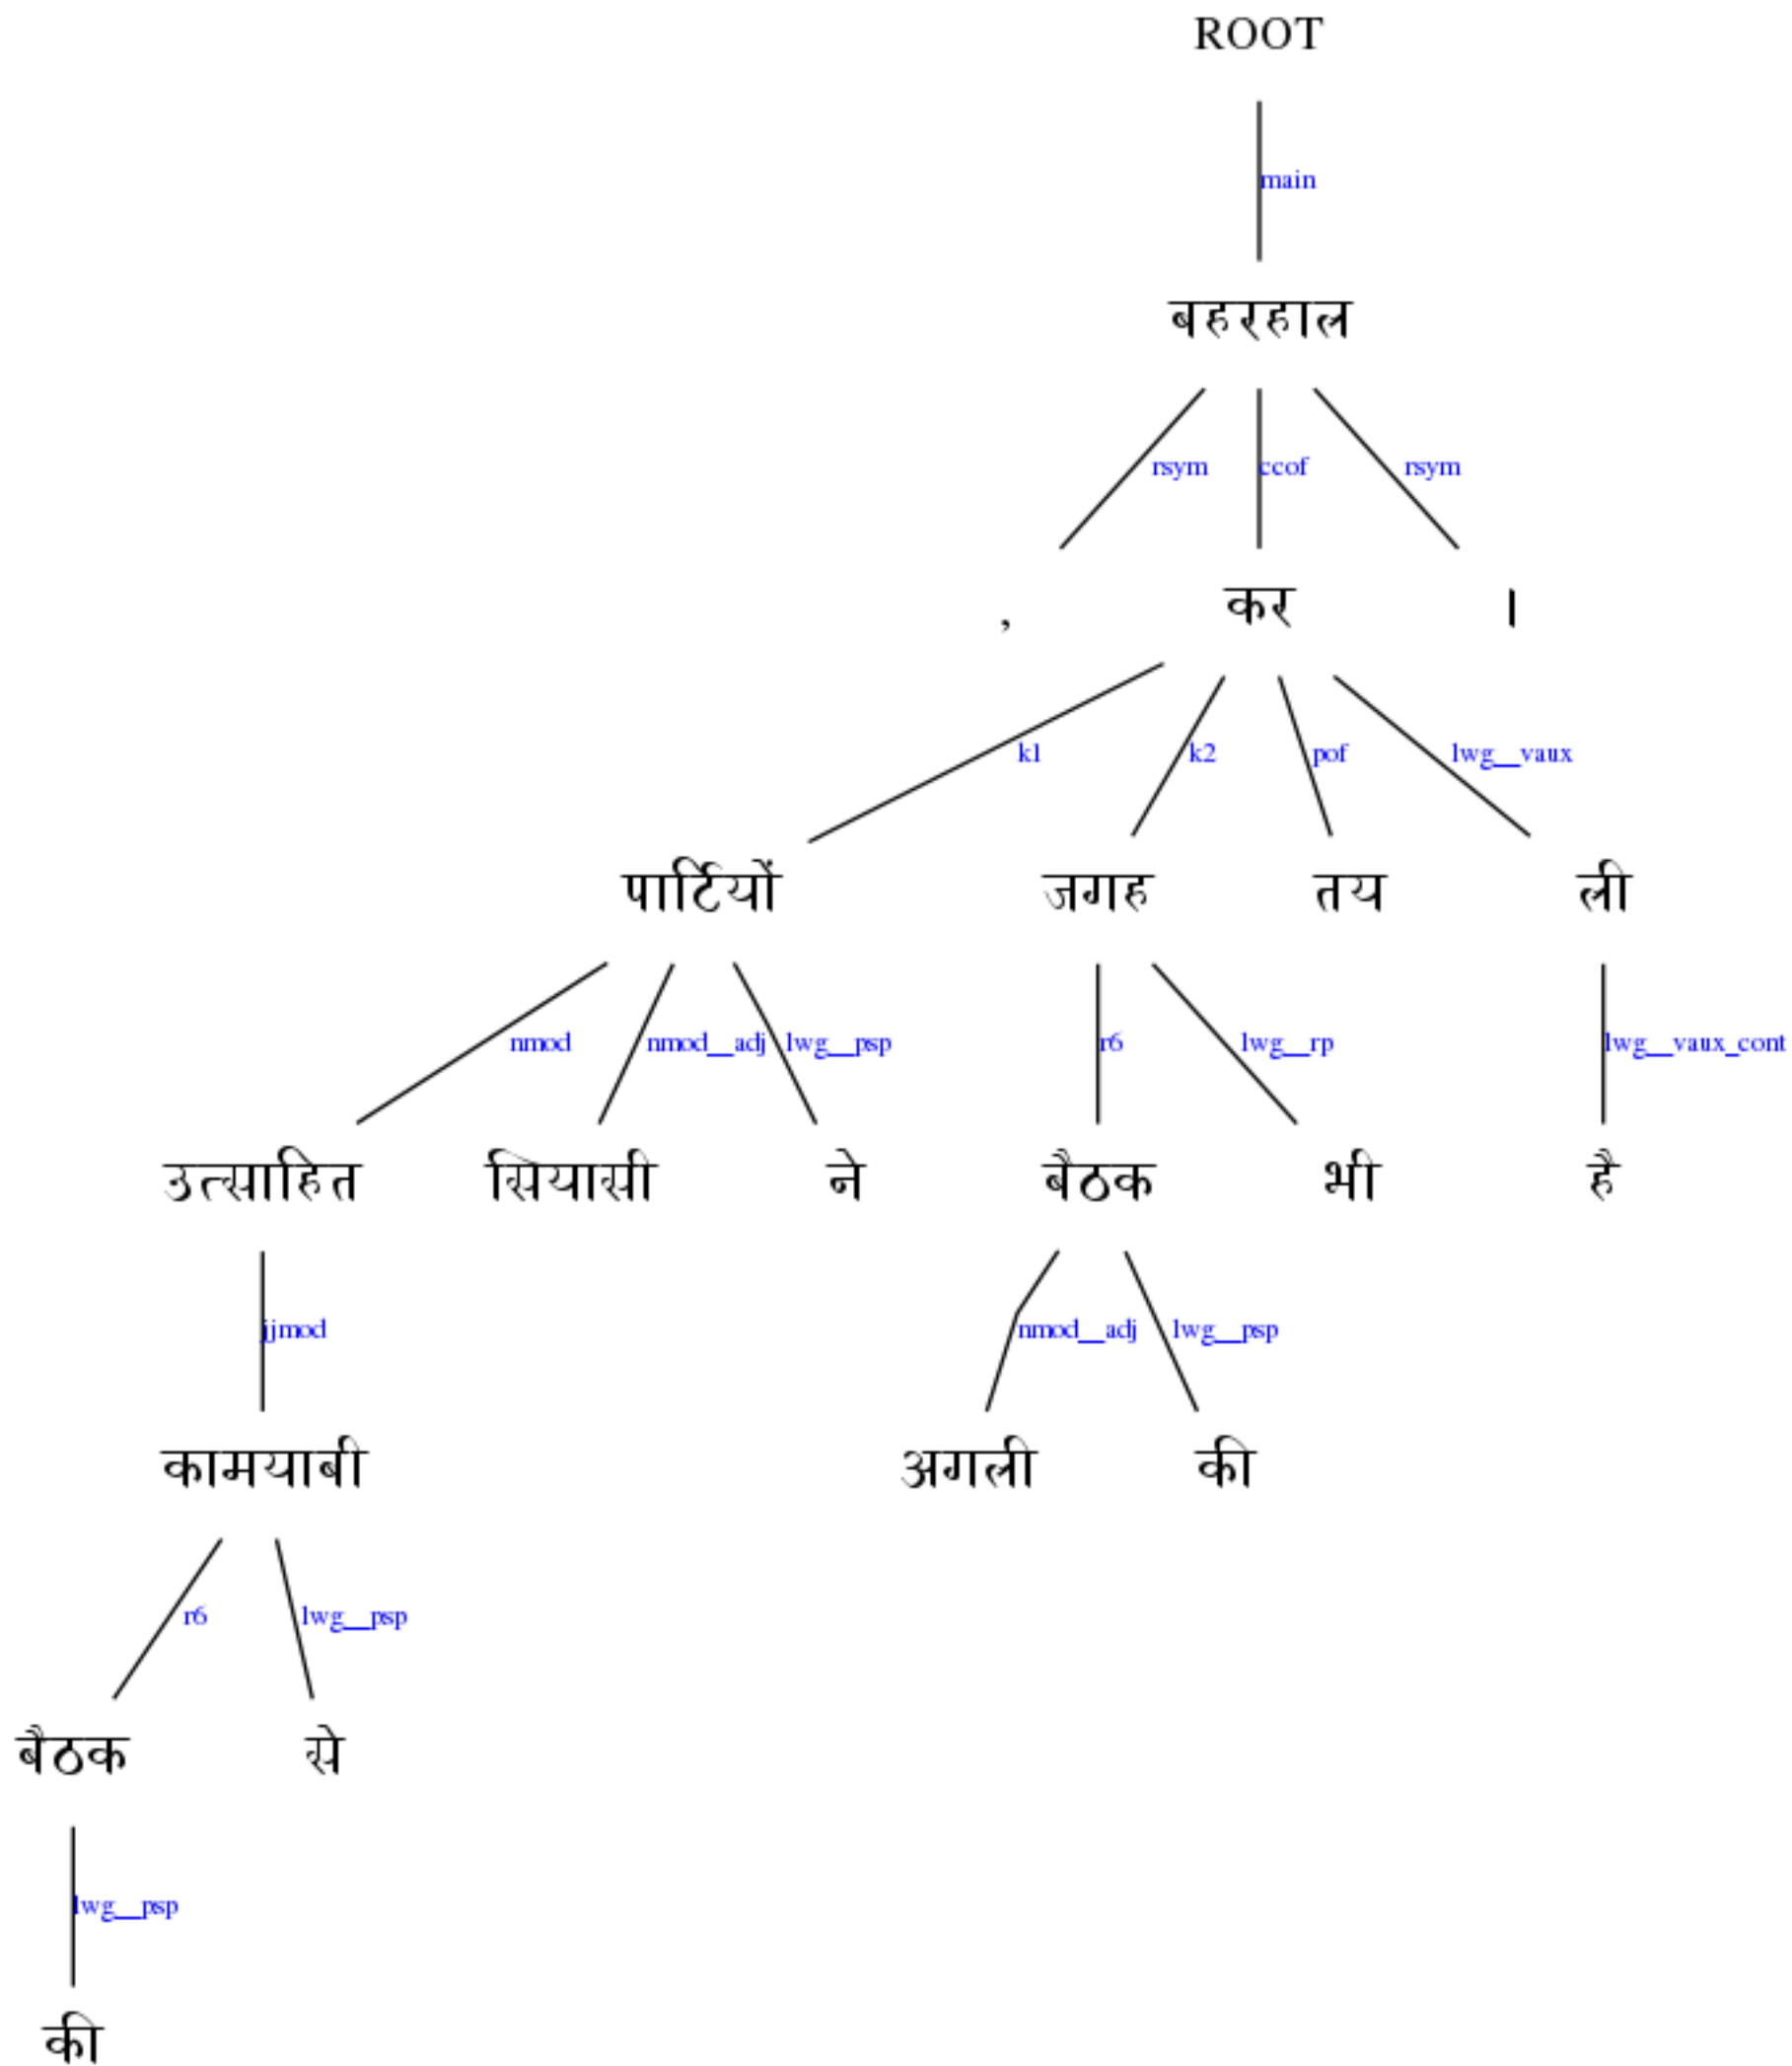 ROOT
main
बहरहाल
rsym ccof rsym
, कर ।
k1 k2 pof lwg__vaux
पार्टियों जगह तय ली
nmod nmod__adj lwg__psp r6 lwg__rp lwg__vaux_cont
उत्साहित सियासी ने बैठक भी है
jjmod nmod__adj lwg__psp
कामयाबी अगली की
r6 lwg__psp
बैठक से
lwg__psp
की